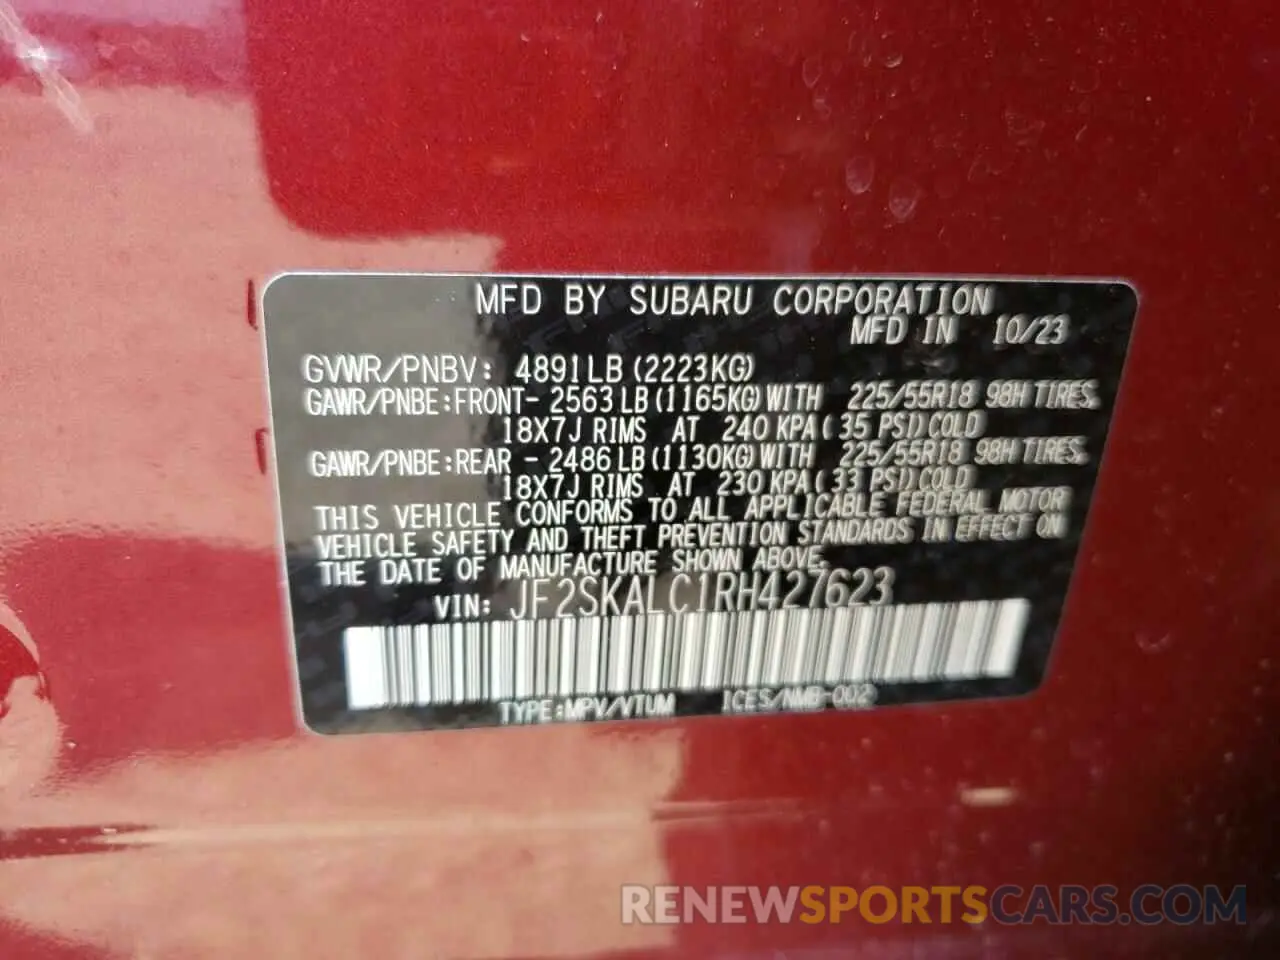 MFD BY SUBARU CORPORATION
MFD IN 10/23
GVWR/PNBV: 4891LB (2223KG)
GAWR/PNBE:FRONT- 2563 LB (1165KG) WITH 225/55R18 98H TIRES.
18X7J RIMS AT 240 KPA( 35 PSI) COLD
GAWR/PNBE:REAR - 2486 LB (1130KG) WITH 225/55R18 98H TIRES.
18X7J RIMS AT 230 KPA( 33 PSI) COLD
THIS VEHICLE CONFORMS TO ALL APPLICABLE FEDERAL MOTOR
VEHICLE SAFETY AND THEFT PREVENTION STANDARDS IN EFFECT ON
THE DATE OF MANUFACTURE SHOWN ABOVE.
VIN: JF2SKALC1RH427623
TYPE:MPV/VTUM ICES/NMB-002
RENEWSPORTSCARS.COM